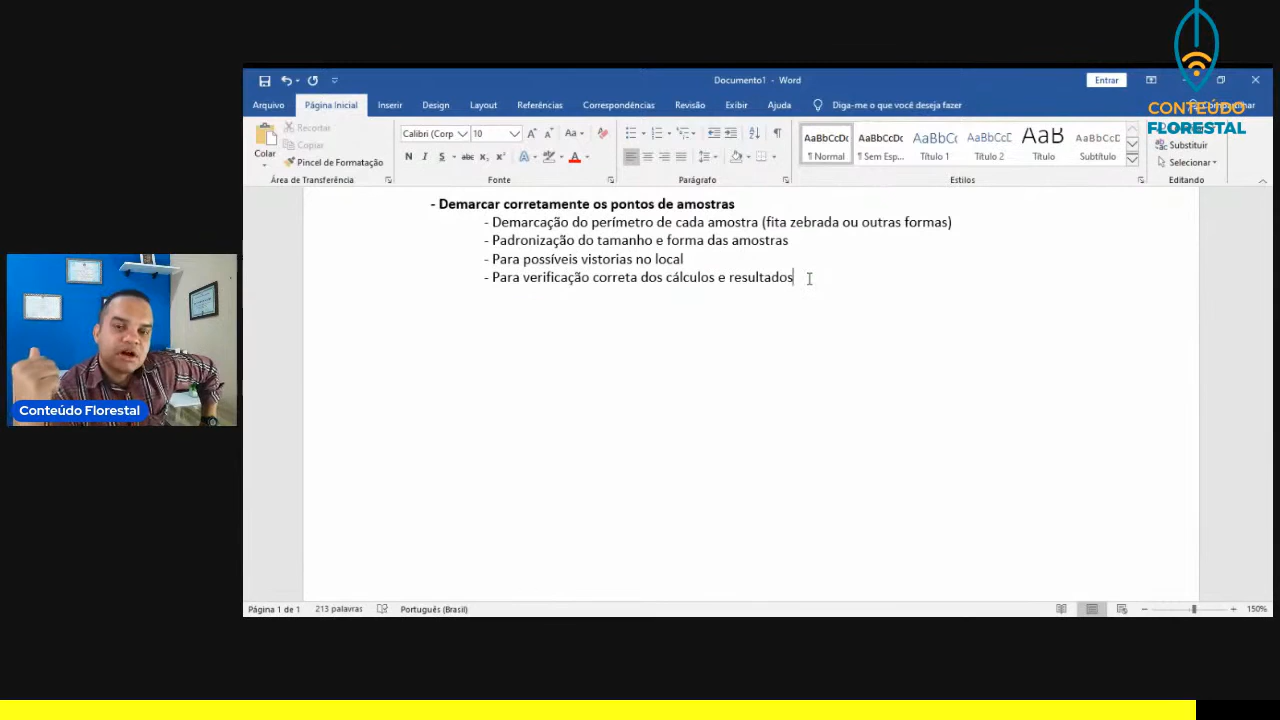 Documento1 - Word
Entrar
Arquivo
Página Inicial
Inserir
Design
Layout
Referências
Correspondências
Revisão
Exibir
Ajuda
Diga-me o que você deseja fazer
CONTEÚDO
FLORESTAL
Colar
Recortar
Copiar
Pincel de Formatação
Área de Transferência
Calibri (Corp
10
Aa
N I S abc x₂ x²
Fonte
Parágrafo
AaBbCcDc
¶ Normal
AaBbCcDc
¶ Sem Esp...
AaBbCc
Título 1
AaBbCcC
Título 2
AaB
Título
AaBbCcC
Subtítulo
Estilos
Substituir
Selecionar
Editando
- Demarcar corretamente os pontos de amostras
- Demarcação do perímetro de cada amostra (fita zebrada ou outras formas)
- Padronização do tamanho e forma das amostras
- Para possíveis vistorias no local
- Para verificação correta dos cálculos e resultados
Conteúdo Florestal
Página 1 de 1
213 palavras
Português (Brasil)
150%